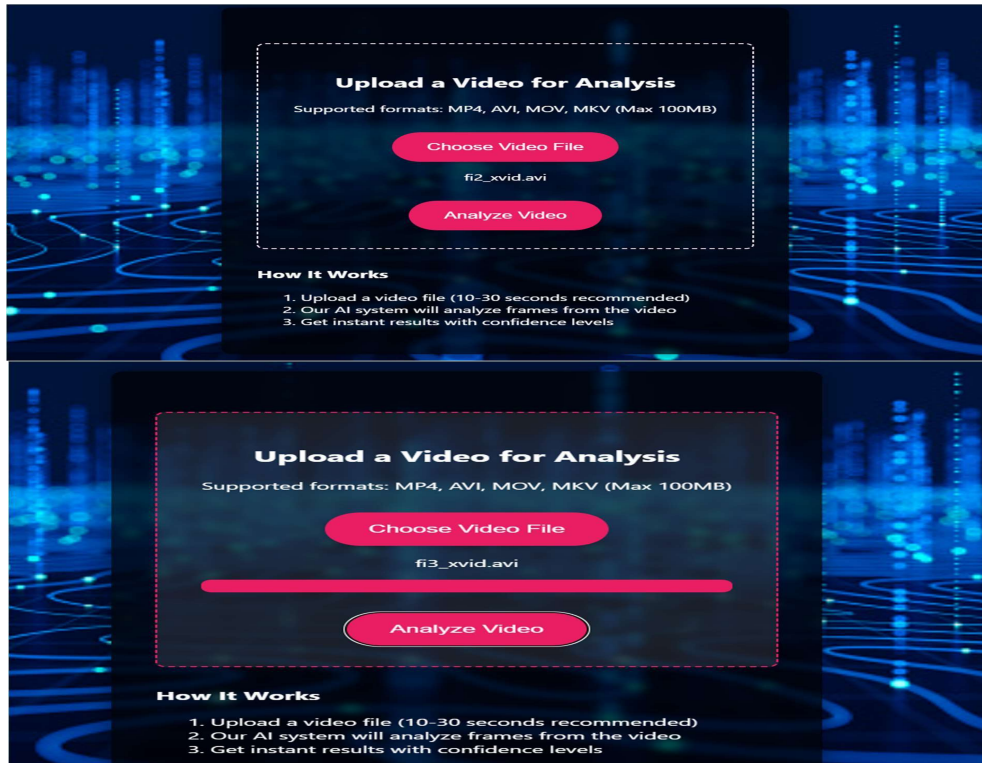 Upload a Video for Analysis
Supported formats: MP4, AVI, MOV, MKV (Max 100MB)
Choose Video File
fi2_xvid.avi
Analyze Video
How It Works
1. Upload a video file (10-30 seconds recommended)
2. Our AI system will analyze frames from the video
3. Get instant results with confidence levels
Upload a Video for Analysis
Supported formats: MP4, AVI, MOV, MKV (Max 100MB)
Choose Video File
fi3_xvid.avi
Analyze Video
How It Works
1. Upload a video file (10-30 seconds recommended)
2. Our AI system will analyze frames from the video
3. Get instant results with confidence levels